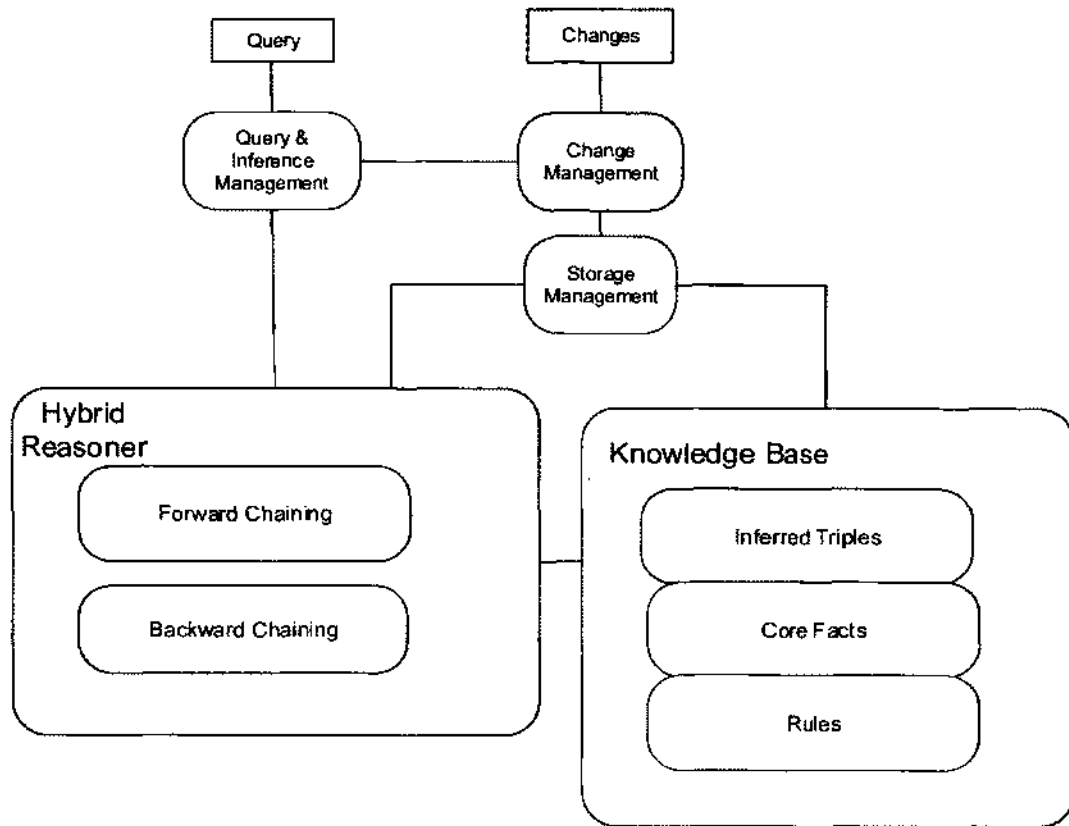 Query
Changes
Query &
Inference
Management
Change
Management
Storage
Management
Hybrid
Reasoner
Forward Chaining
Backward Chaining
Knowledge Base
Inferred Triples
Core Facts
Rules